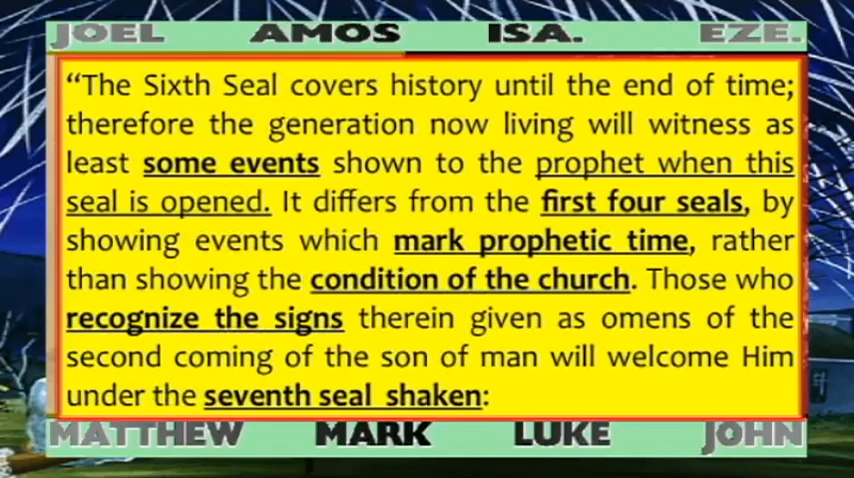 JOEL AMOS ISA. EZE.
“The Sixth Seal covers history until the end of time;
therefore the generation now living will witness as
least some events shown to the prophet when this
seal is opened. It differs from the first four seals, by
showing events which mark prophetic time, rather
than showing the condition of the church. Those who
recognize the signs therein given as omens of the
second coming of the son of man will welcome Him
under the seventh seal shaken:
MATTHEW MARK LUKE JOHN